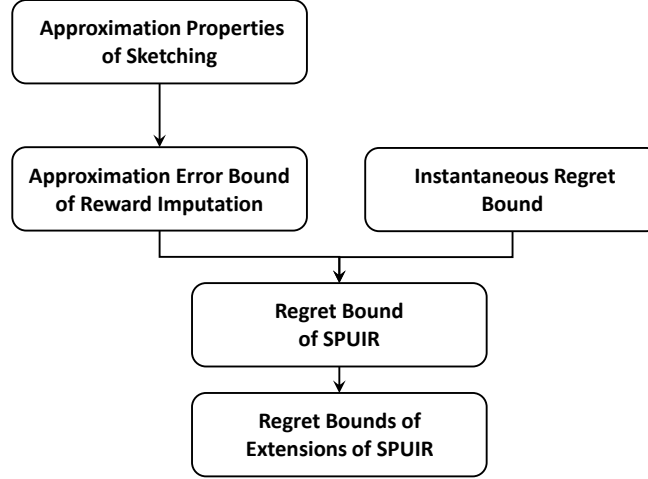 Approximation Properties
of Sketching
Approximation Error Bound
of Reward Imputation
Instantaneous Regret
Bound
Regret Bound
of SPUIR
Regret Bounds of
Extensions of SPUIR